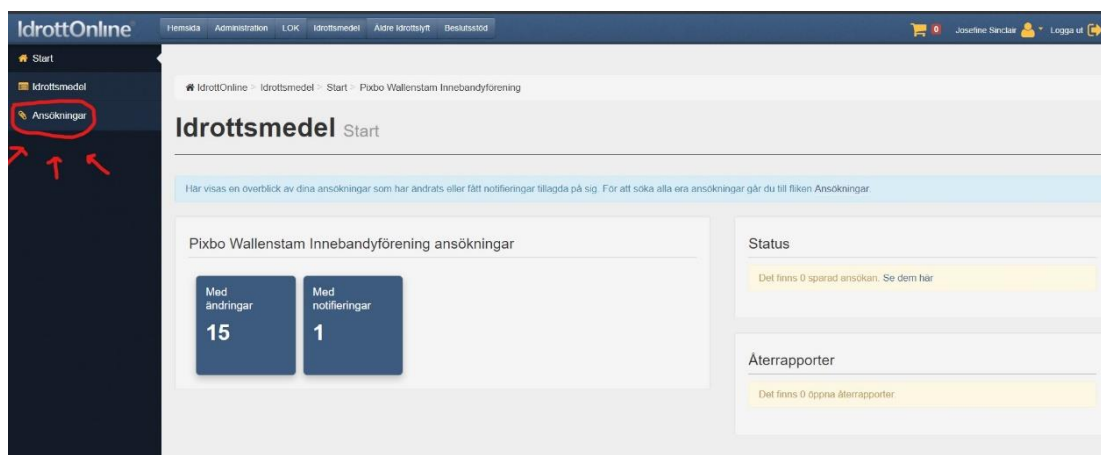 IdrottOnline
Hemsida Administration LOK Idrottsmedel Äldre Idrottslyft Beslutsstöd
0 Josefine Sinclair Logga ut
Start
Idrottsmedel
Ansökningar
IdrottOnline > Idrottsmedel > Start > Pixbo Wallenstam Innebandyförening
Idrottsmedel Start
Här visas en överblick av dina ansökningar som har ändrats eller fått notifieringar tillagda på sig. För att söka alla era ansökningar går du till fliken Ansökningar.
Pixbo Wallenstam Innebandyförening ansökningar
Med
ändringar
15
Med
notifieringar
1
Status
Det finns 0 sparad ansökan. Se dem här
Återrapporter
Det finns 0 öppna återrapporter